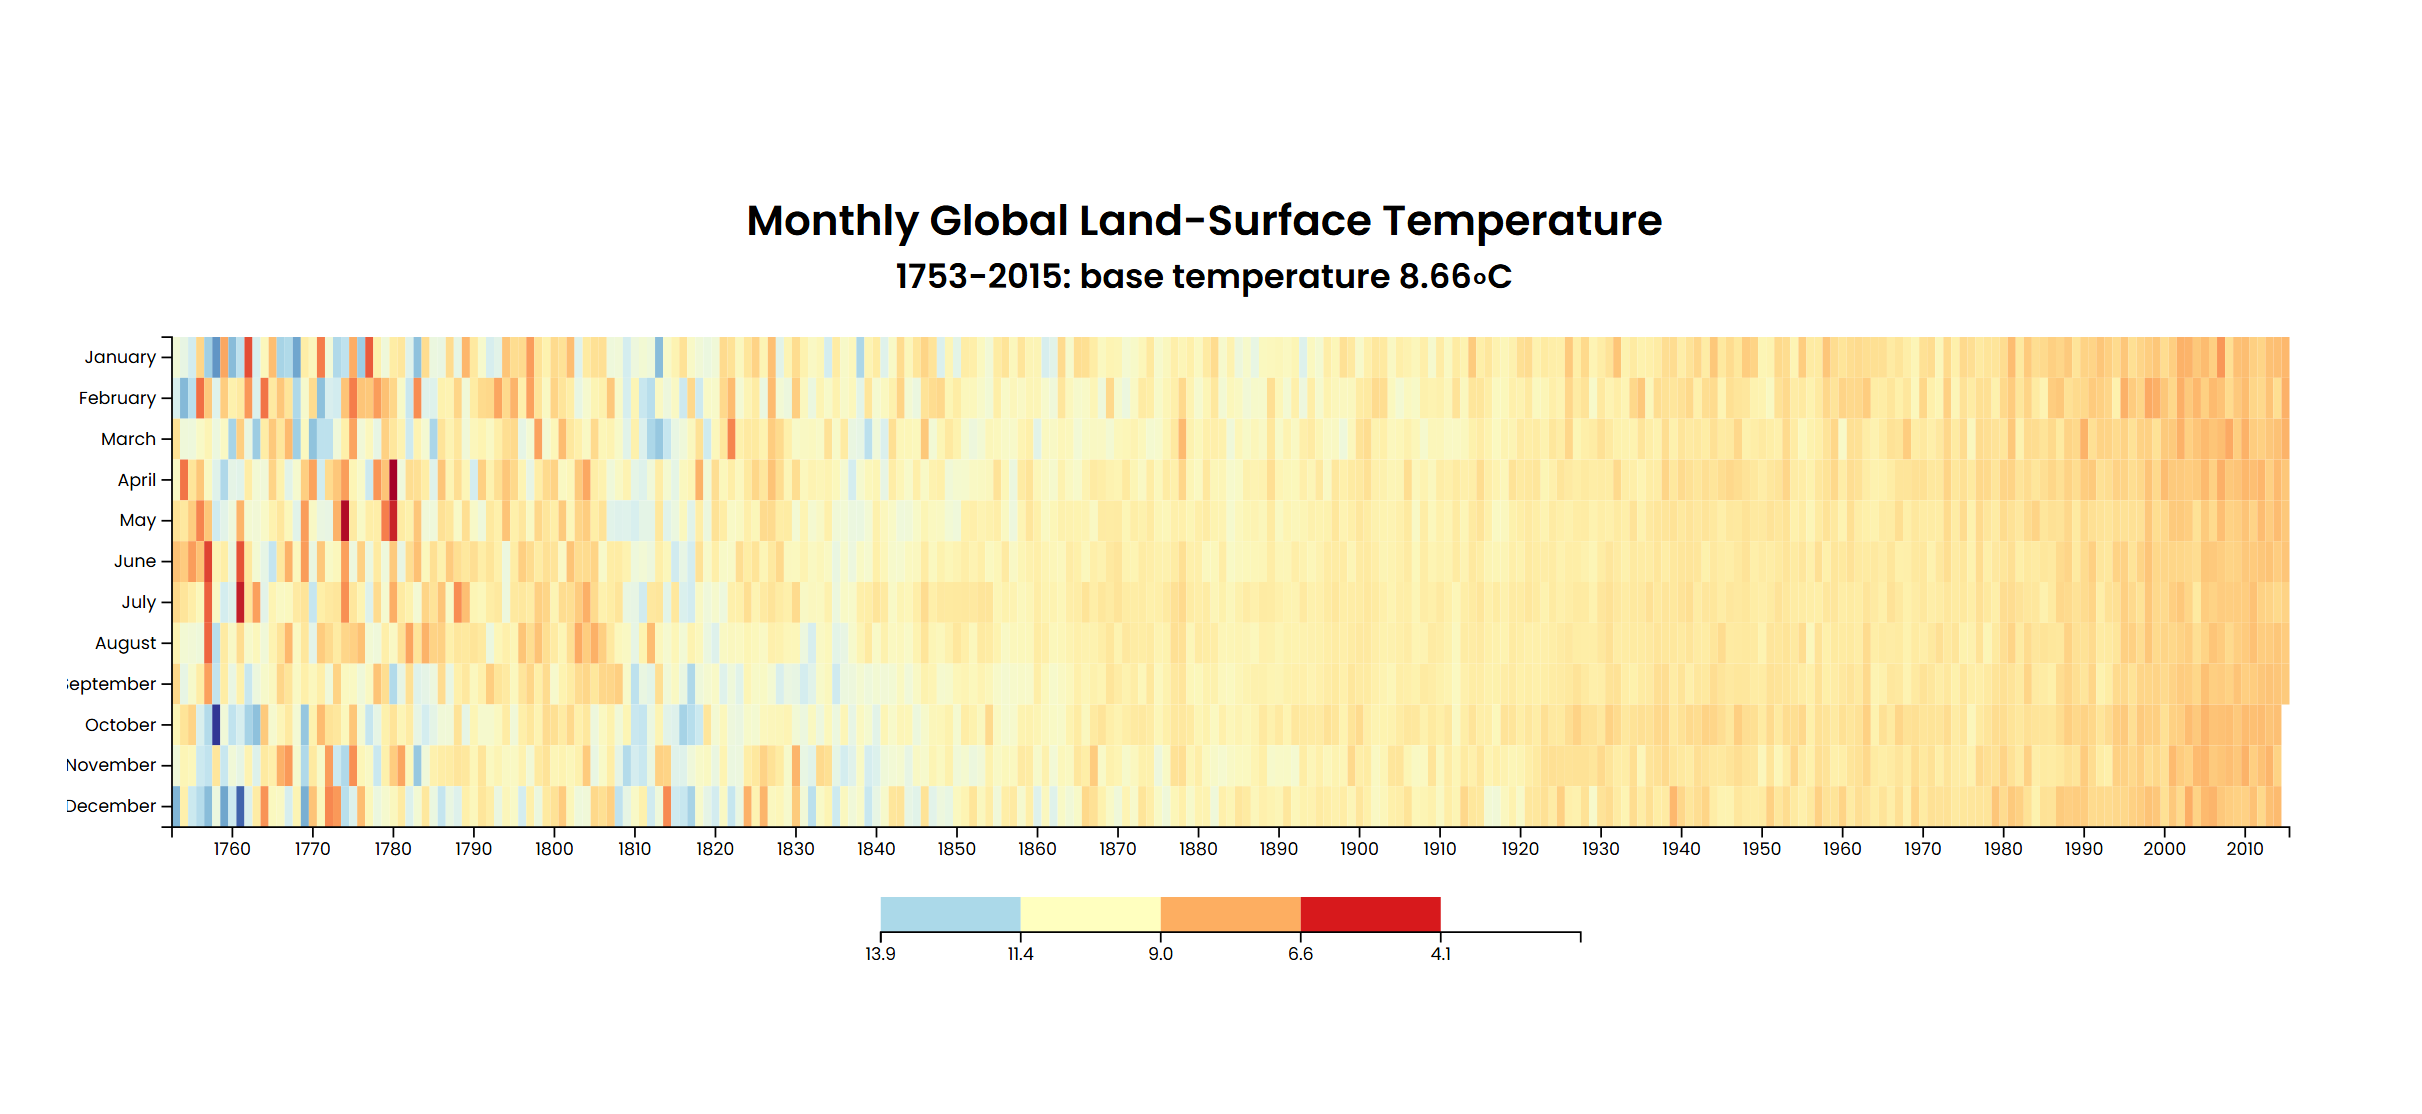 Monthly Global Land-Surface Temperature
1753-2015: base temperature 8.66oC
January
February
March
April
May
June
July
August
eptember
October
November
December
1760 1770 1780 1790 1800 1810 1820 1830 1840 1850 1860 1870 1880 1890 1900 1910 1920 1930 1940 1950 1960 1970 1980 1990 2000 2010
13.9 11.4 9.0 6.6 4.1